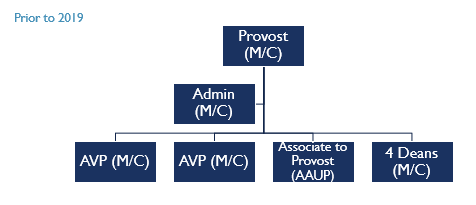 Prior to 2019
Provost
(M/C)
Admin
(M/C)
AVP (M/C)
AVP (M/C)
Associate to
Provost
(AAUP)
4 Deans
(M/C)